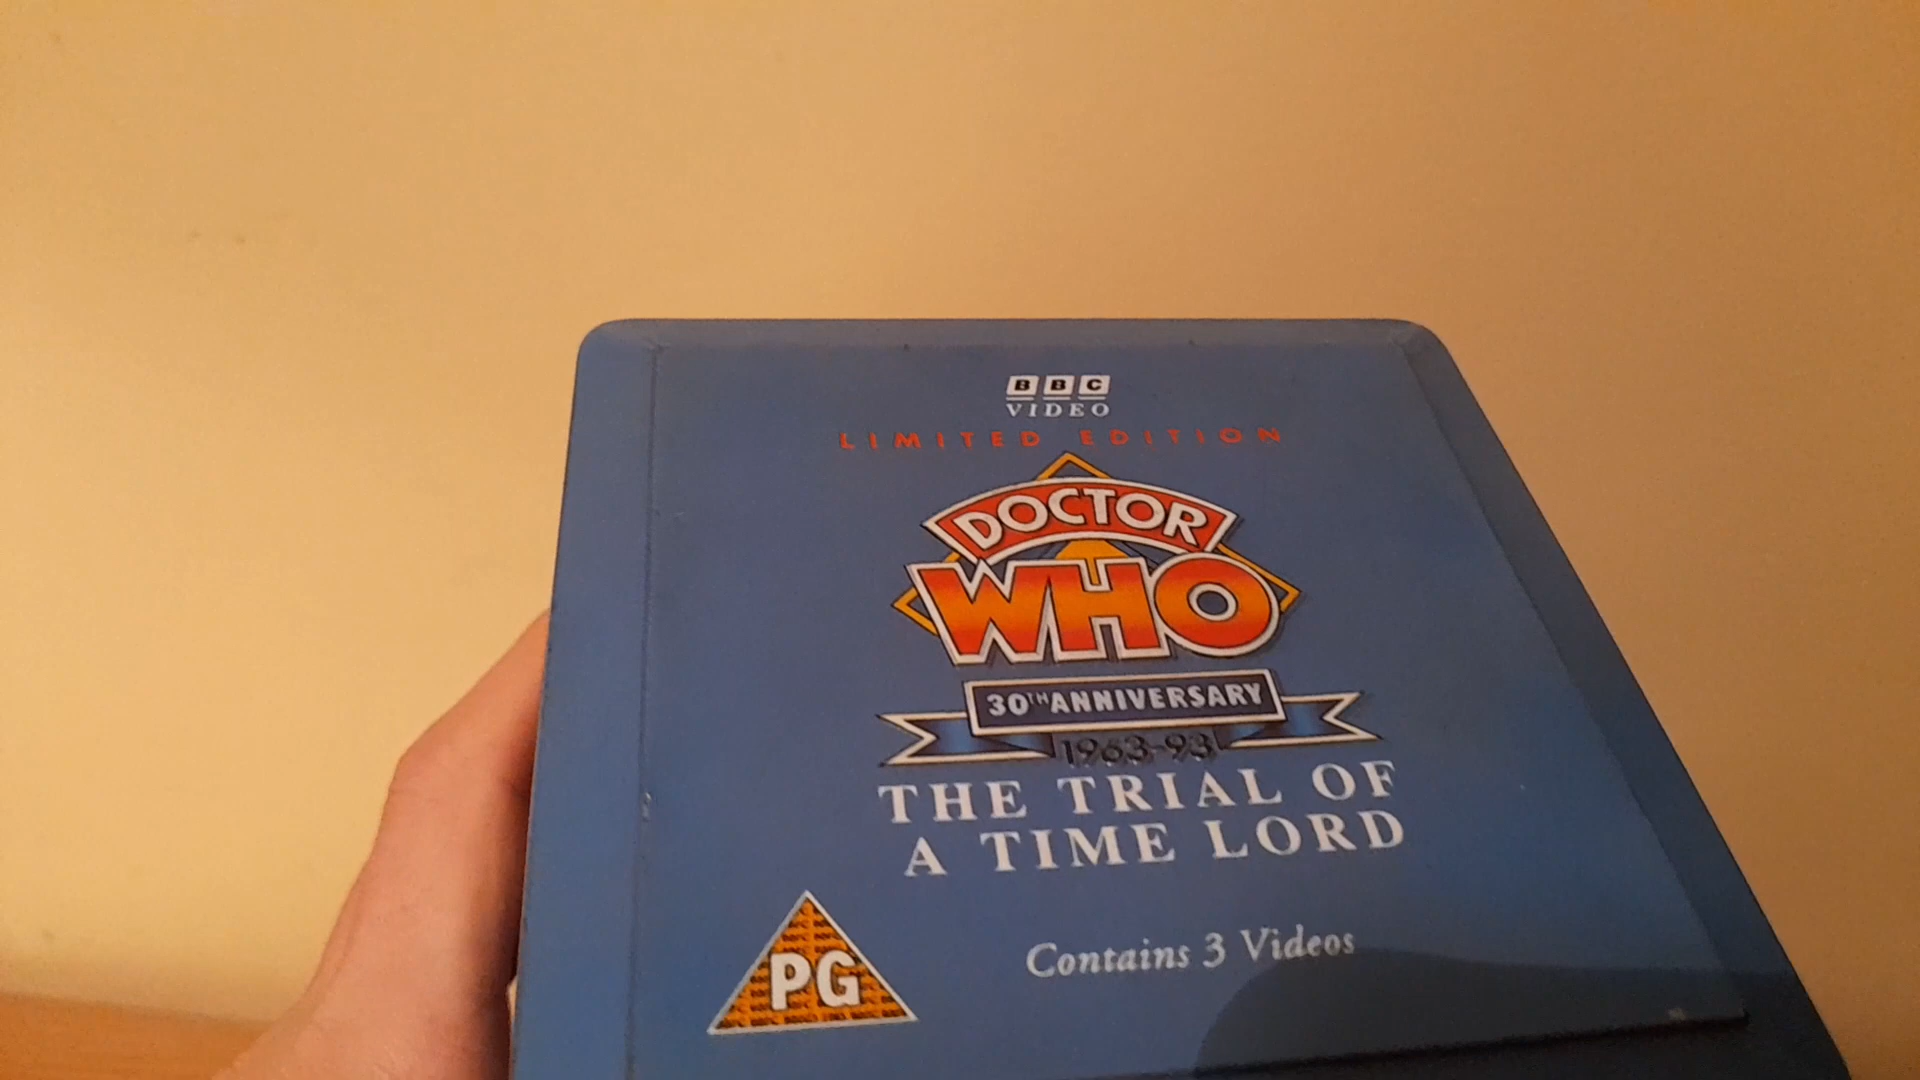 BBC
VIDEO
LIMITED EDITION
DOCTOR
WHO
30TH ANNIVERSARY
1963-93
THE TRIAL OF
A TIME LORD
Contains 3 Videos
PG